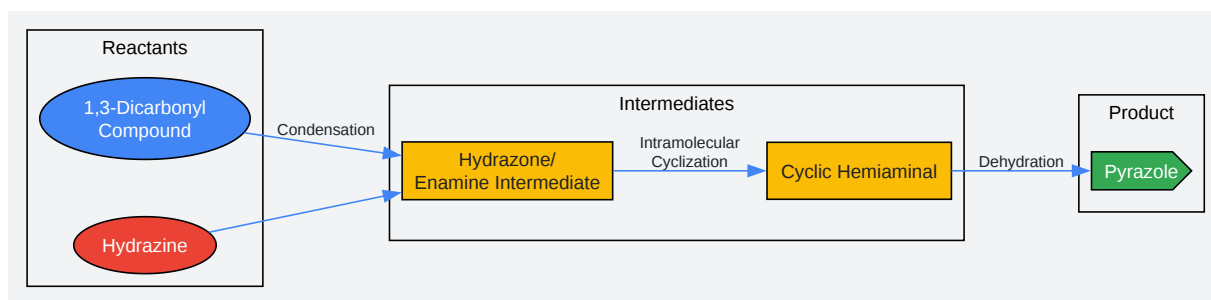 Reactants
1,3-Dicarbonyl
Compound
Hydrazine
Condensation
Intermediates
Hydrazone/
Enamine Intermediate
Intramolecular
Cyclization
Cyclic Hemiaminal
Dehydration
Product
Pyrazole